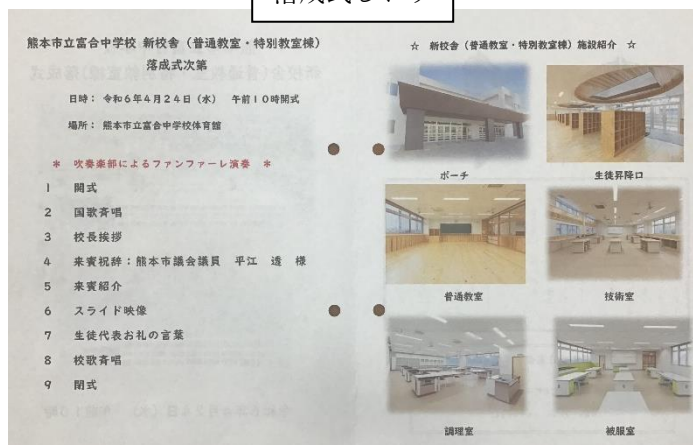 熊本市立富合中学校 新校舎（普通教室・特別教室棟）
落成式次第
日時： 令和６年４月２４日（水） 午前１０時開式
場所： 熊本市立富合中学校体育館
＊ 吹奏楽部によるファンファーレ演奏 ＊
１ 開式
２ 国歌斉唱
３ 校長挨拶
４ 来賓祝辞：熊本市議会議員 平江 透 様
５ 来賓紹介
６ スライド映像
７ 生徒代表お礼の言葉
８ 校歌斉唱
９ 閉式
☆ 新校舎（普通教室・特別教室棟）施設紹介 ☆
ポーチ
生徒昇降口
普通教室
技術室
調理室
被服室